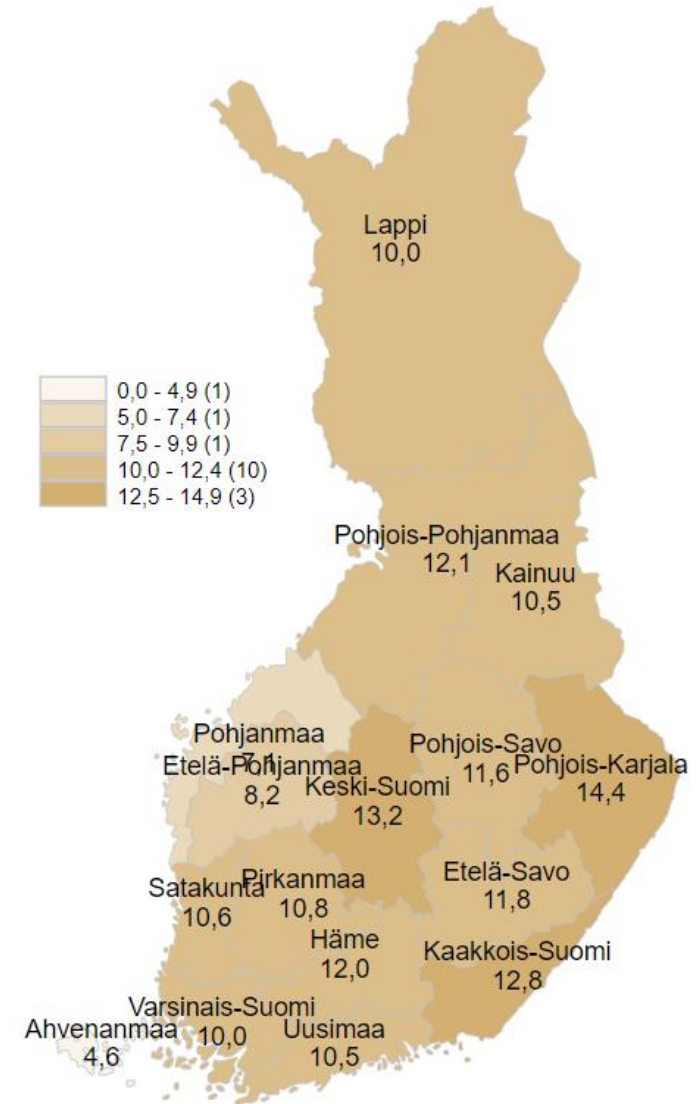 Lappi
10,0
0,0 - 4,9 (1)
5,0 - 7,4 (1)
7,5 - 9,9 (1)
10,0 - 12,4 (10)
12,5 - 14,9 (3)
Pohjois-Pohjanmaa
12,1
Kainuu
10,5
Pohjanmaa
7,1
Etelä-Pohjanmaa
8,2
Keski-Suomi
13,2
Pohjois-Savo
11,6
Pohjois-Karjala
14,4
Satakunta
10,6
Pirkanmaa
10,8
Etelä-Savo
11,8
Häme
12,0
Kaakkois-Suomi
12,8
Ahvenanmaa
4,6
Varsinais-Suomi
10,0
Uusimaa
10,5